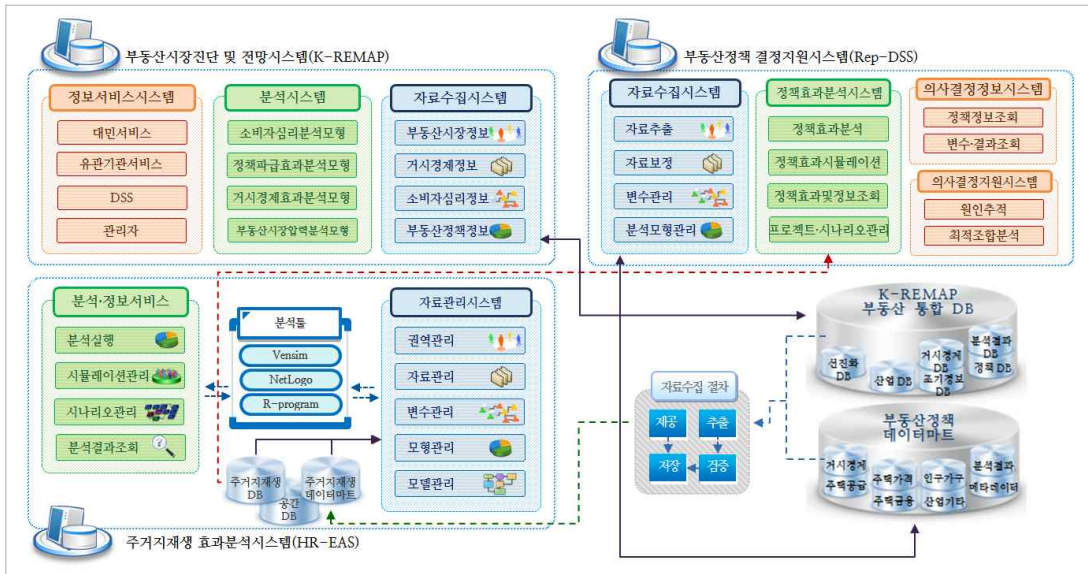 부동산시장진단 및 전망시스템(K-REMAP)
정보서비스시스템
대민서비스
유관기관서비스
DSS
관리자
분석시스템
소비자심리분석모형
정책파급효과분석모형
거시경제효과분석모형
부동산시장압력분석모형
자료수집시스템
부동산시장정보
거시경제정보
소비자심리정보
부동산정책정보
부동산정책 결정지원시스템(Rep-DSS)
자료수집시스템
자료추출
자료보정
변수관리
분석모형관리
정책효과분석시스템
정책효과분석
정책효과시뮬레이션
정책효과및정보조회
프로젝트·시나리오관리
의사결정정보시스템
정책정보조회
변수·결과조회
의사결정지원시스템
원인추적
최적조합분석
분석·정보서비스
분석실행
시뮬레이션관리
시나리오관리
분석결과조회
분석툴
Vensim
NetLogo
R-program
주거지재생
DB
공간
DB
주거지재생
데이터마트
자료관리시스템
권역관리
자료관리
변수관리
모형관리
모델관리
주거지재생 효과분석시스템(HR-EAS)
자료수집 절차
제공
추출
저장
검증
K-REMAP
부동산 통합 DB
선진화
DB
산업DB
거시경제
DB
조기경보
DB
분석결과
DB
정책DB
부동산정책
데이터마트
거시경제
주택공급
주택가격
주택금융
인구가구
산업기타
분석결과
메타데이터